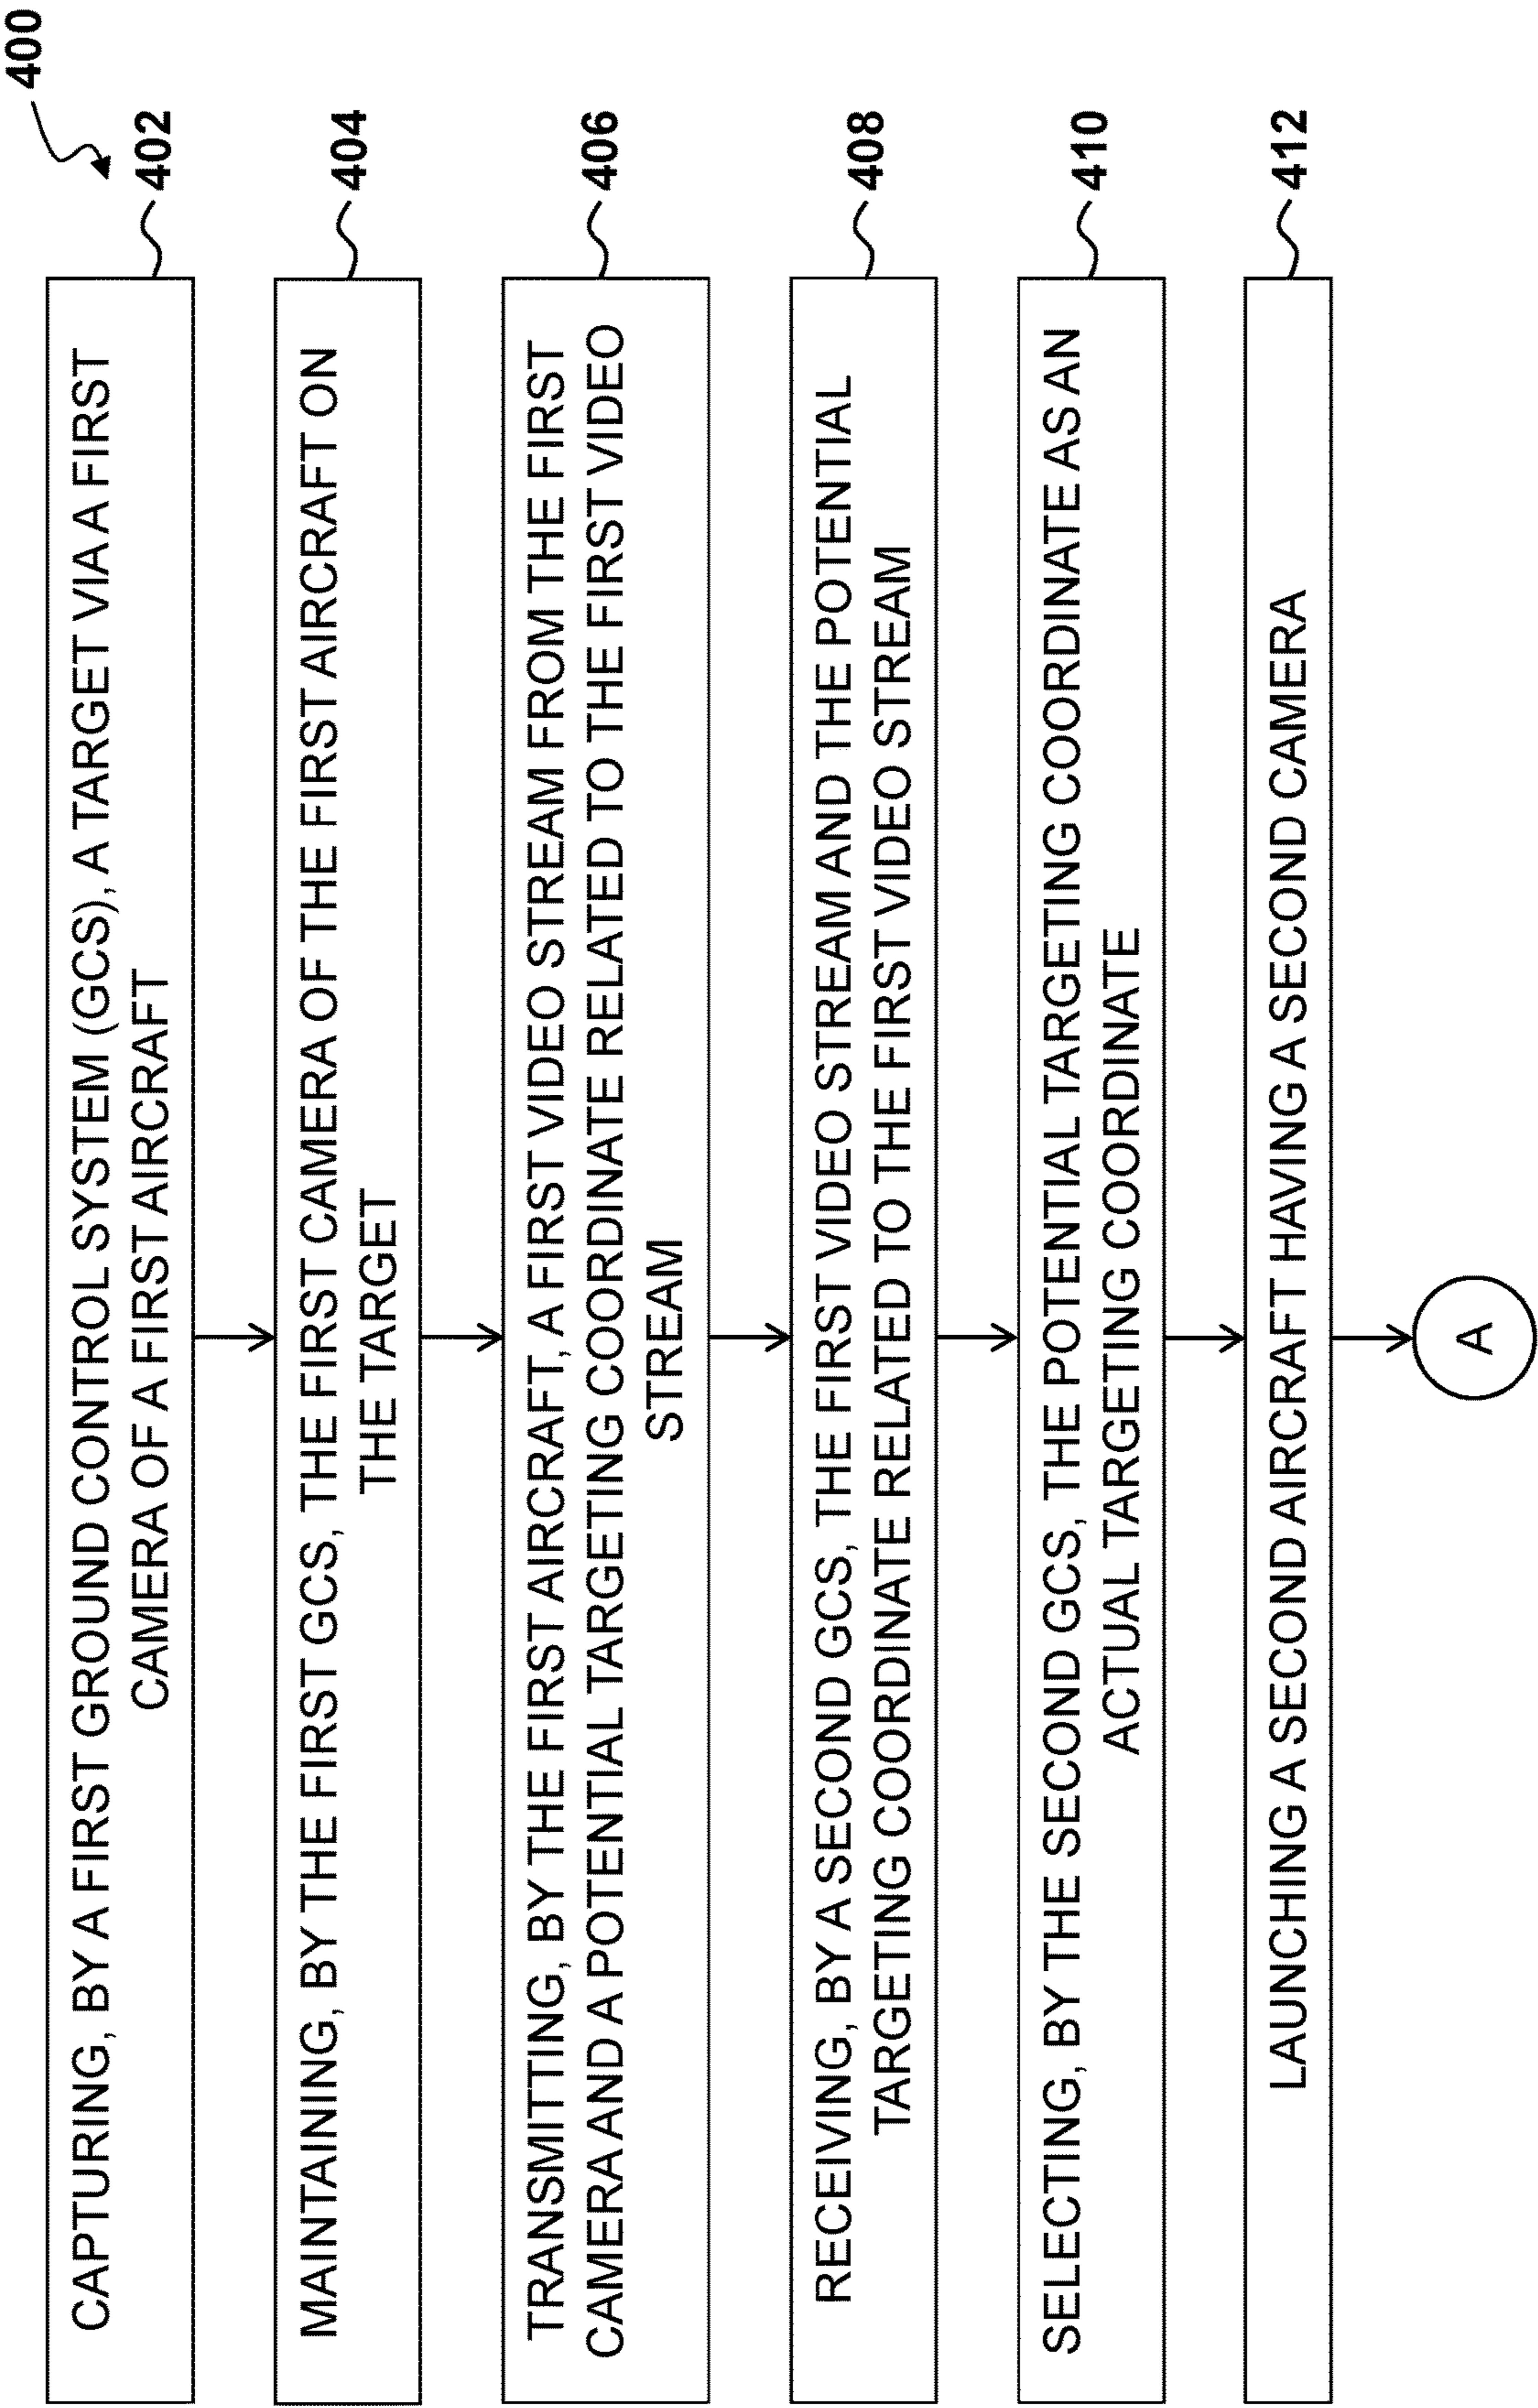 400
CAPTURING, BY A FIRST GROUND CONTROL SYSTEM (GCS), A TARGET VIA A FIRST
CAMERA OF A FIRST AIRCRAFT
402
MAINTAINING, BY THE FIRST GCS, THE FIRST CAMERA OF THE FIRST AIRCRAFT ON
THE TARGET
404
TRANSMITTING, BY THE FIRST AIRCRAFT, A FIRST VIDEO STREAM FROM THE FIRST
CAMERA AND A POTENTIAL TARGETING COORDINATE RELATED TO THE FIRST VIDEO
STREAM
406
RECEIVING, BY A SECOND GCS, THE FIRST VIDEO STREAM AND THE POTENTIAL
TARGETING COORDINATE RELATED TO THE FIRST VIDEO STREAM
408
SELECTING, BY THE SECOND GCS, THE POTENTIAL TARGETING COORDINATE AS AN
ACTUAL TARGETING COORDINATE
410
LAUNCHING A SECOND AIRCRAFT HAVING A SECOND CAMERA
412
A